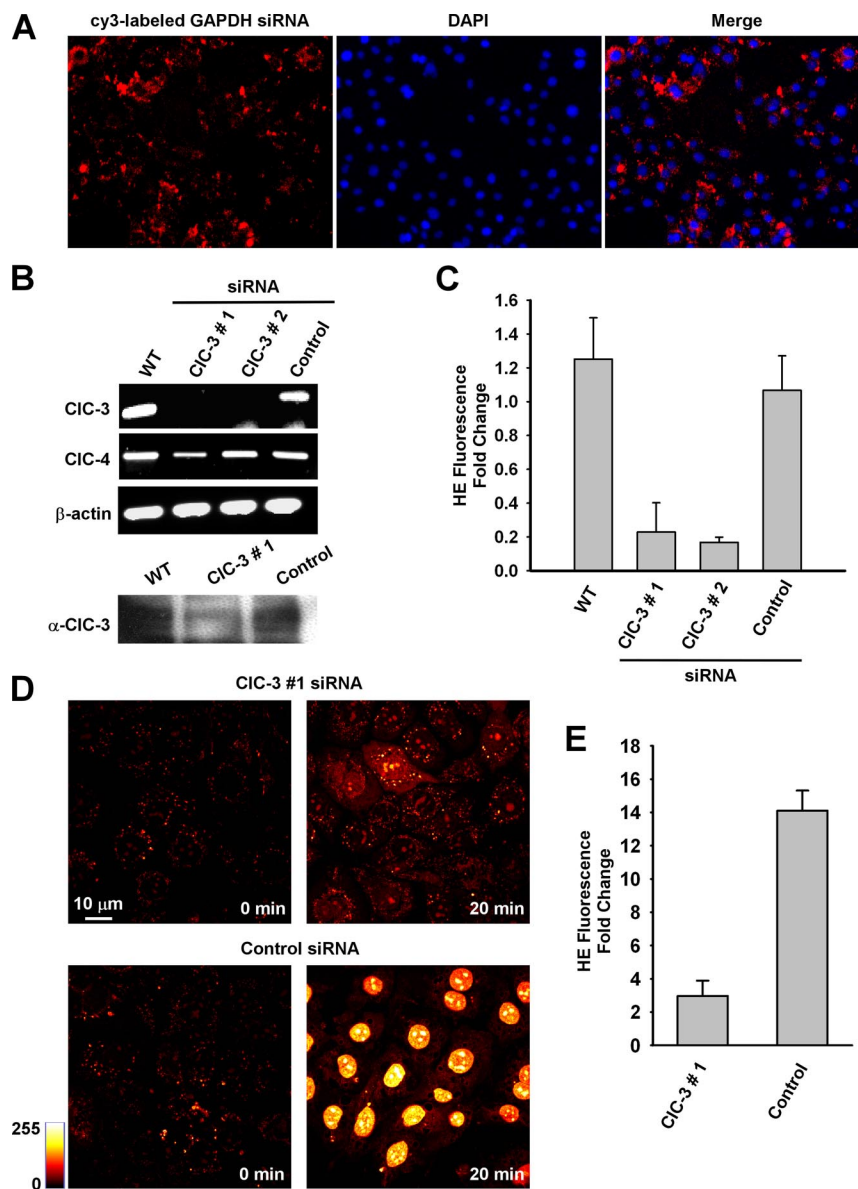 A
cy3-labeled GAPDH siRNA
DAPI
Merge
B
siRNA
WT
ClC-3 # 1
ClC-3 # 2
Control
ClC-3
ClC-4
β-actin
WT
ClC-3 # 1
Control
α-ClC-3
C
HE Fluorescence
Fold Change
1.6
1.4
1.2
1.0
0.8
0.6
0.4
0.2
0.0
WT
ClC-3 # 1
ClC-3 # 2
Control
siRNA
D
ClC-3 #1 siRNA
10 µm
0 min
20 min
Control siRNA
255
0
0 min
20 min
E
HE Fluorescence
Fold Change
18
16
14
12
10
8
6
4
2
0
ClC-3 # 1
Control